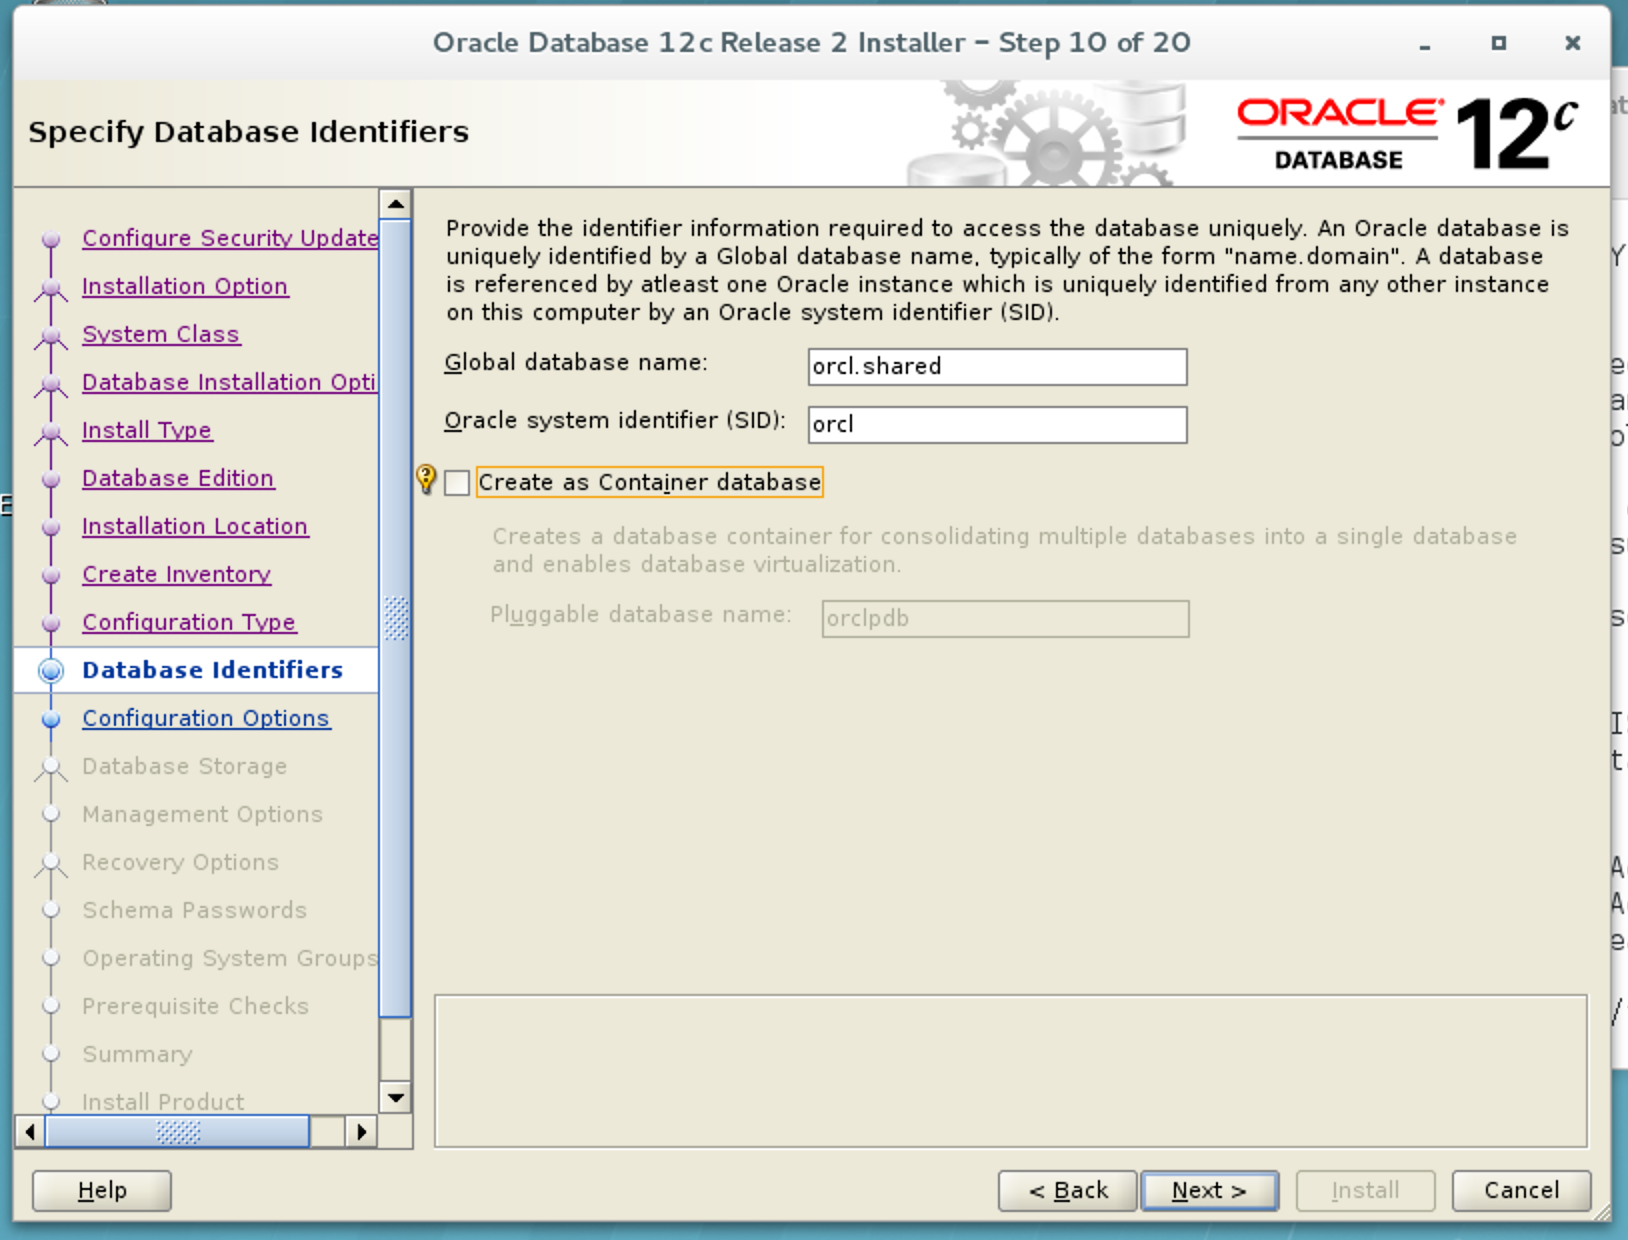 Oracle Database 12c Release 2 Installer – Step 10 of 20
Specify Database Identifiers
ORACLE
DATABASE
12c
Configure Security Update
Installation Option
System Class
Database Installation Opti
Install Type
Database Edition
Installation Location
Create Inventory
Configuration Type
Database Identifiers
Configuration Options
Database Storage
Management Options
Recovery Options
Schema Passwords
Operating System Groups
Prerequisite Checks
Summary
Install Product
Provide the identifier information required to access the database uniquely. An Oracle database is
uniquely identified by a Global database name, typically of the form "name.domain". A database
is referenced by atleast one Oracle instance which is uniquely identified from any other instance
on this computer by an Oracle system identifier (SID).
Global database name: orcl.shared
Oracle system identifier (SID): orcl
Create as Container database
Creates a database container for consolidating multiple databases into a single database
and enables database virtualization.
Pluggable database name: orclpdb
Help
< Back
Next >
Install
Cancel